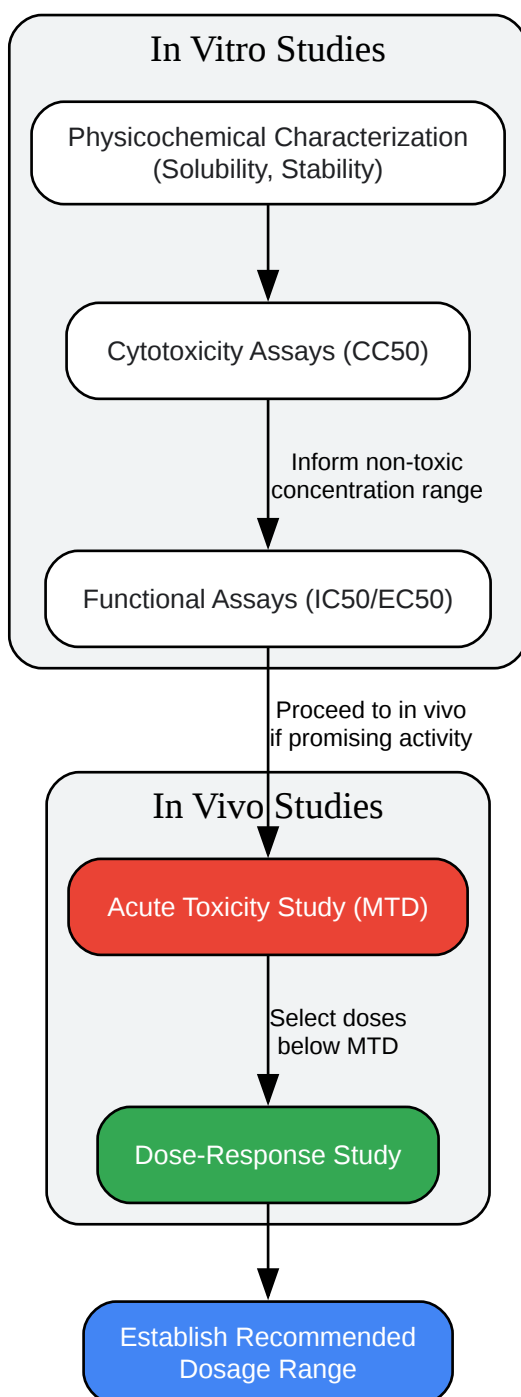 In Vitro Studies
Physicochemical Characterization
(Solubility, Stability)
Cytotoxicity Assays (CC50)
Inform non-toxic
concentration range
Functional Assays (IC50/EC50)
Proceed to in vivo
if promising activity
In Vivo Studies
Acute Toxicity Study (MTD)
Select doses
below MTD
Dose-Response Study
Establish Recommended
Dosage Range